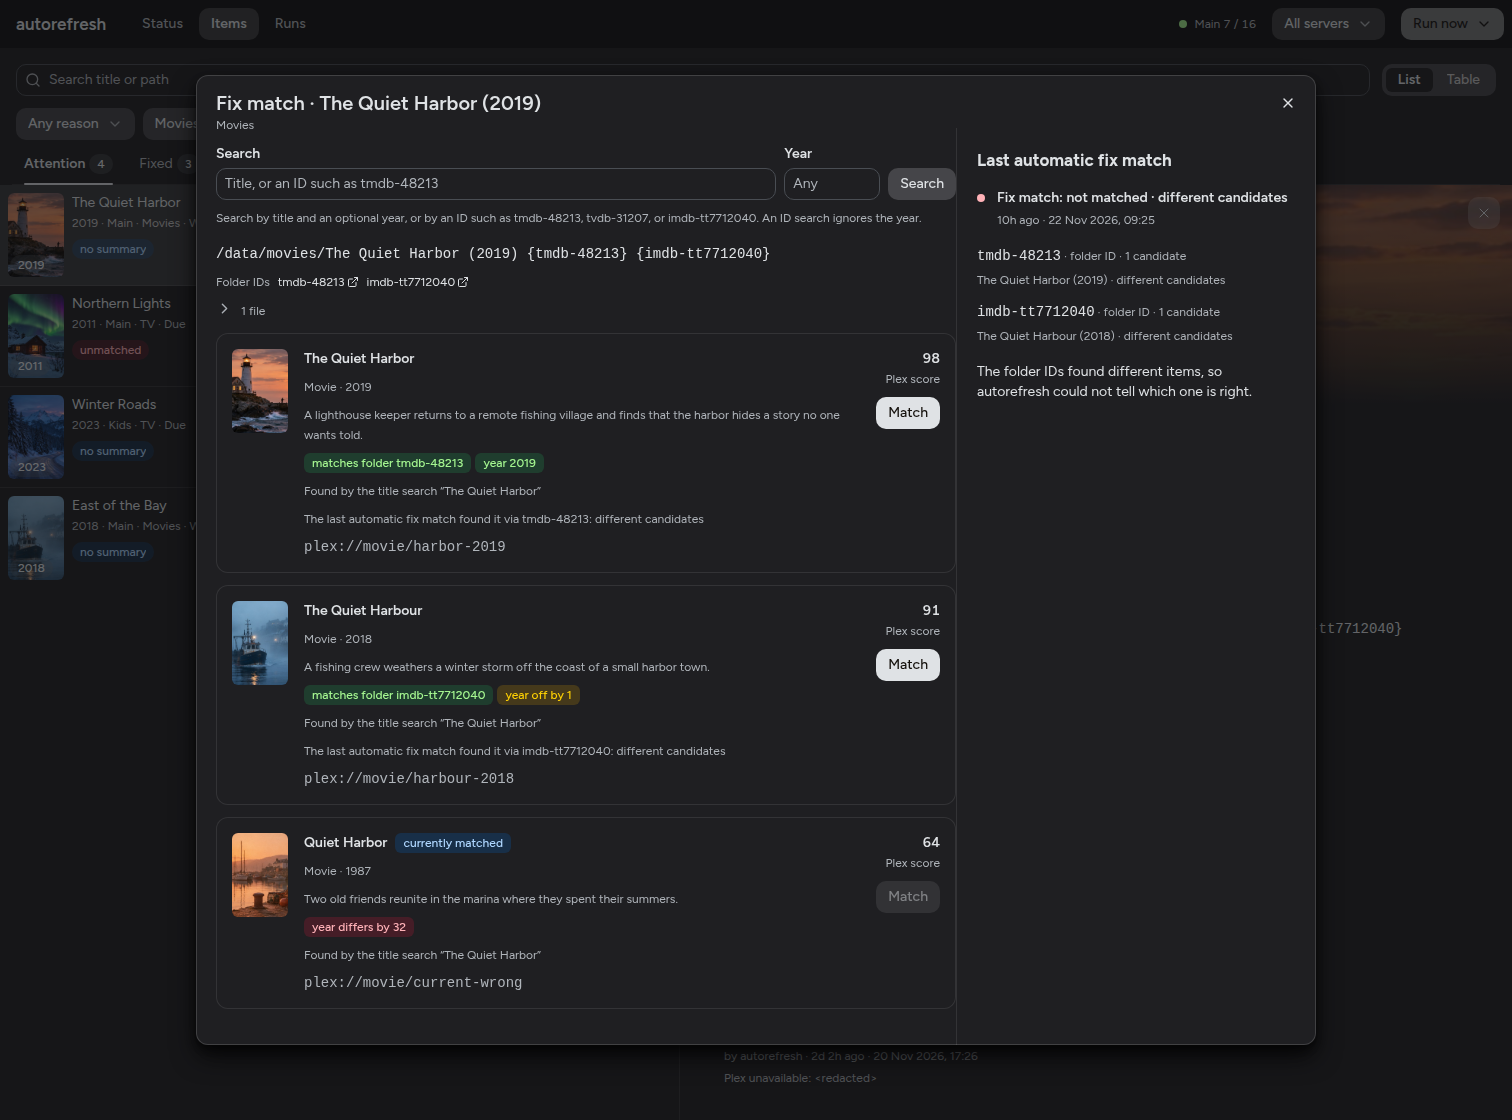 autorefresh
Status
Items
Runs
Main 7 / 16
All servers
Run now
Search title or path
List
Table
Any reason
Movies
Attention 4
Fixed 3
The Quiet Harbor
2019 · Main · Movies · W
no summary
2019
Northern Lights
2011 · Main · TV · Due
unmatched
2011
Winter Roads
2023 · Kids · TV · Due
no summary
2023
East of the Bay
2018 · Main · Movies · W
no summary
2018
Fix match · The Quiet Harbor (2019)
Movies
Search
Year
Title, or an ID such as tmdb-48213
Any
Search
Search by title and an optional year, or by an ID such as tmdb-48213, tvdb-31207, or imdb-tt7712040. An ID search ignores the year.
/data/movies/The Quiet Harbor (2019) {tmdb-48213} {imdb-tt7712040}
Folder IDs tmdb-48213 imdb-tt7712040
1 file
The Quiet Harbor
Movie · 2019
A lighthouse keeper returns to a remote fishing village and finds that the harbor hides a story no one
wants told.
matches folder tmdb-48213
year 2019
Found by the title search “The Quiet Harbor”
The last automatic fix match found it via tmdb-48213: different candidates
plex://movie/harbor-2019
98
Plex score
Match
The Quiet Harbour
Movie · 2018
A fishing crew weathers a winter storm off the coast of a small harbor town.
matches folder imdb-tt7712040
year off by 1
Found by the title search “The Quiet Harbor”
The last automatic fix match found it via imdb-tt7712040: different candidates
plex://movie/harbour-2018
91
Plex score
Match
Quiet Harbor
currently matched
Movie · 1987
Two old friends reunite in the marina where they spent their summers.
year differs by 32
Found by the title search “The Quiet Harbor”
plex://movie/current-wrong
64
Plex score
Match
Last automatic fix match
Fix match: not matched · different candidates
10h ago · 22 Nov 2026, 09:25
tmdb-48213 · folder ID · 1 candidate
The Quiet Harbor (2019) · different candidates
imdb-tt7712040 · folder ID · 1 candidate
The Quiet Harbour (2018) · different candidates
The folder IDs found different items, so
autorefresh could not tell which one is right.
tt7712040}
by autorefresh · 2d 2h ago · 20 Nov 2026, 17:26
Plex unavailable: <redacted>